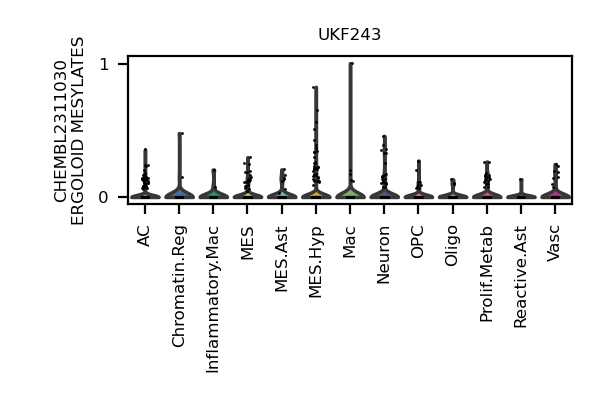 UKF243
CHEMBL2311030
ERGOLOID MESYLATES
1
0
AC
Chromatin.Reg
Inflammatory.Mac
MES
MES.Ast
MES.Hyp
Mac
Neuron
OPC
Oligo
Prolif.Metab
Reactive.Ast
Vasc